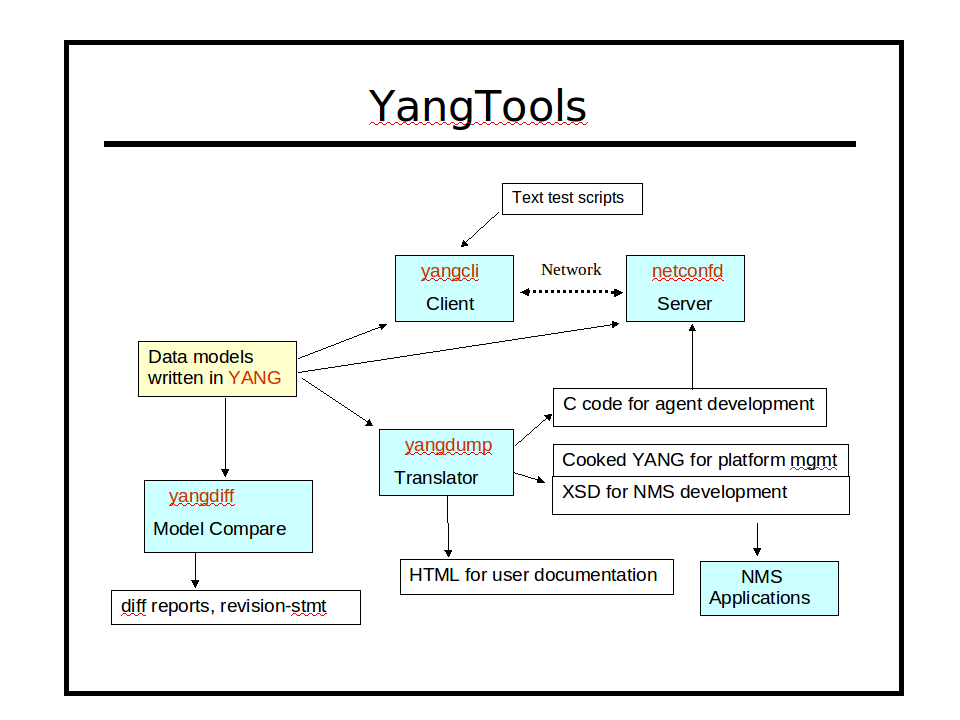 YangTools
Text test scripts
yangcli
Client
Network
netconfd
Server
Data models
written in YANG
C code for agent development
yangdump
Translator
Cooked YANG for platform mgmt
XSD for NMS development
yangdiff
Model Compare
HTML for user documentation
NMS
Applications
diff reports, revision-stmt